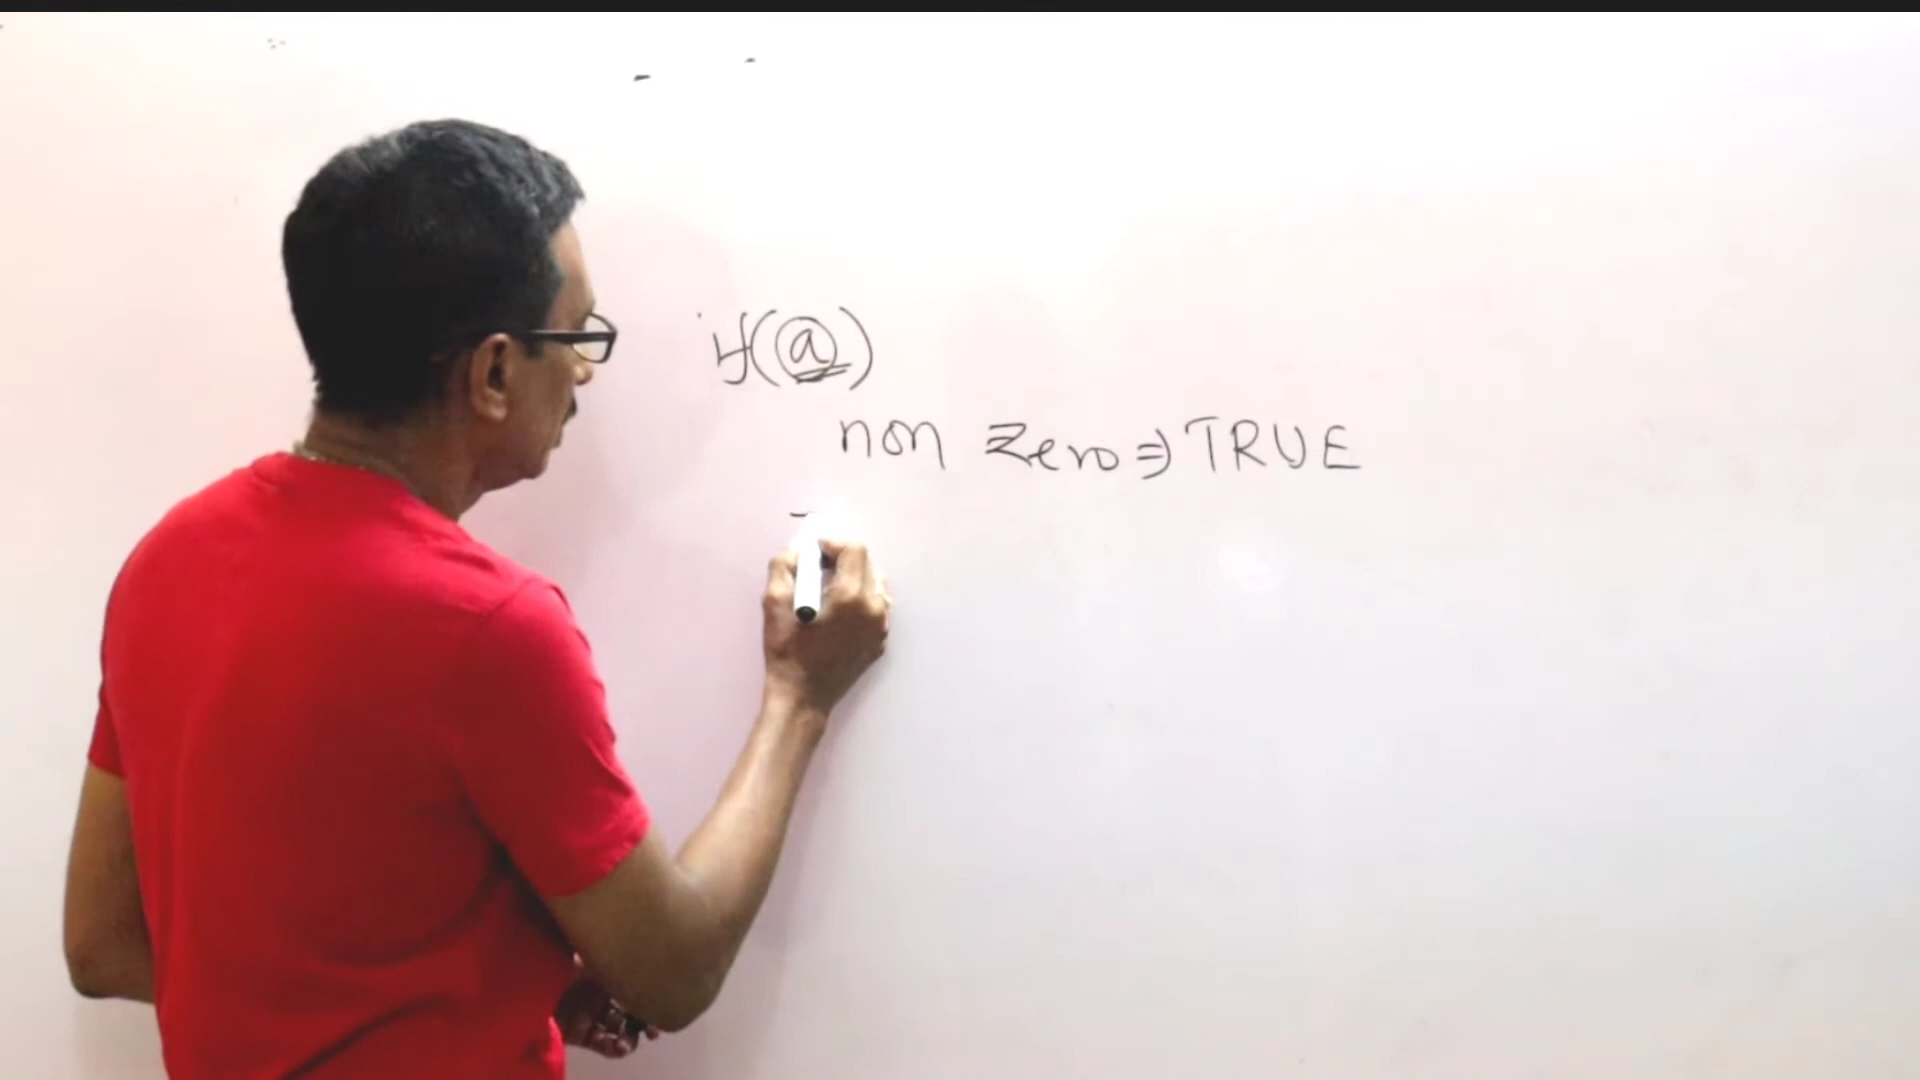 if(a)
non zero ⇒ TRUE